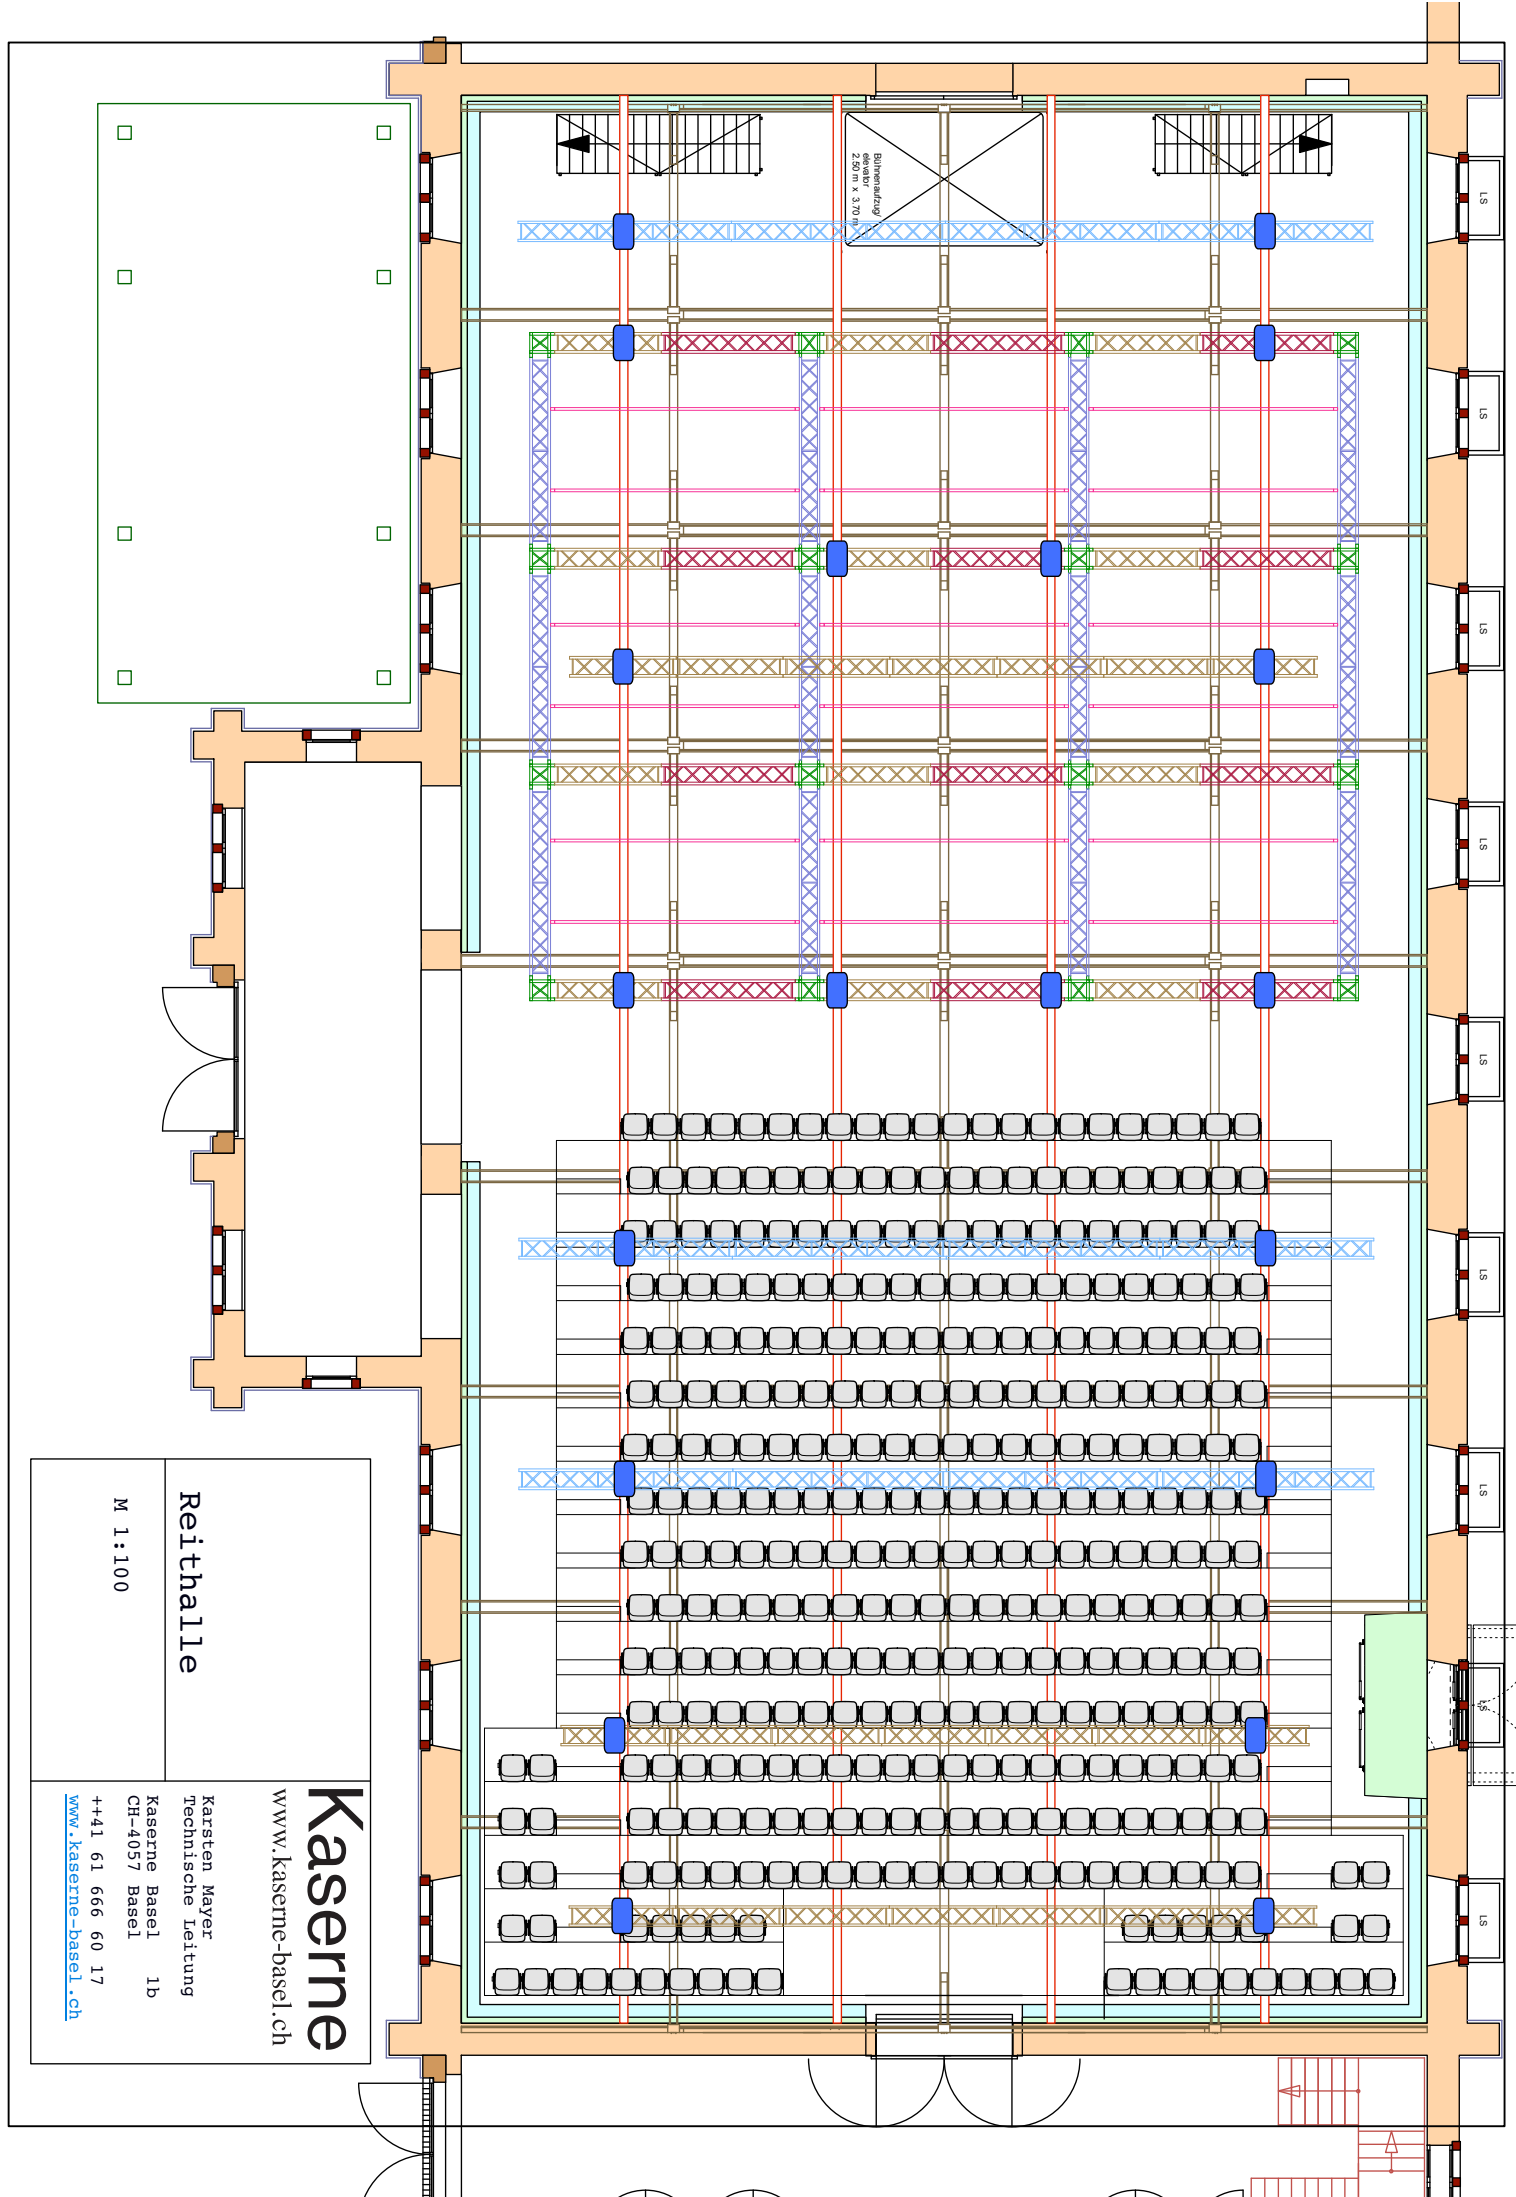 Bühnenaufzug/
elevator
2.50 m x 3.70 m
LS
LS
LS
LS
LS
LS
LS
LS
LS
Reithalle
M 1:100
Kaserne
www.kaserne-basel.ch
Karsten Mayer
Technische Leitung
Kaserne Basel 1b
CH-4057 Basel
++41 61 666 60 17
www.kaserne-basel.ch